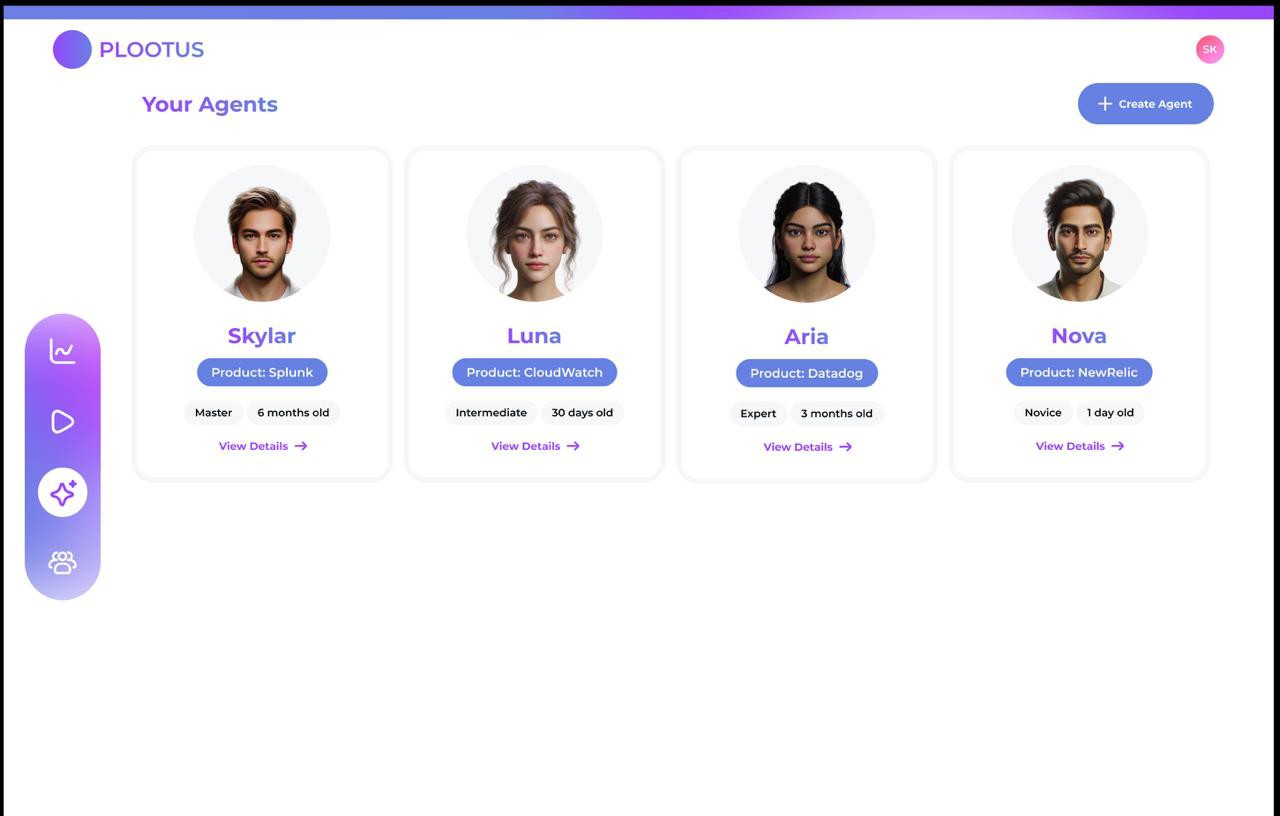 PLOOTUS
SK
Your Agents
Create Agent
Skylar
Product: Splunk
Master
6 months old
View Details
Luna
Product: CloudWatch
Intermediate
30 days old
View Details
Aria
Product: Datadog
Expert
3 months old
View Details
Nova
Product: NewRelic
Novice
1 day old
View Details